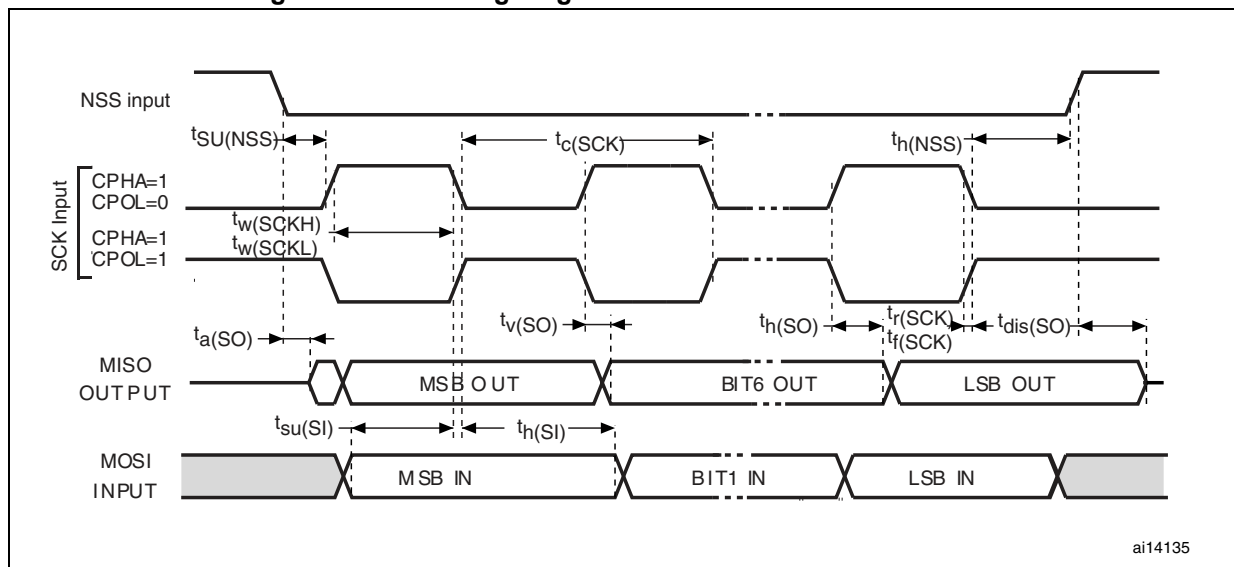 NSS input
tSU(NSS)
tc(SCK)
th(NSS)
SCK Input
CPHA=1
CPOL=0
tw(SCKH)
tw(SCKL)
CPHA=1
CPOL=1
ta(SO)
tv(SO)
th(SO)
tr(SCK)
tf(SCK)
tdis(SO)
MISO
OUTPUT
MSB OUT
BIT6 OUT
LSB OUT
tsu(SI)
th(SI)
MOSI
INPUT
MSB IN
BIT1 IN
LSB IN
ai14135